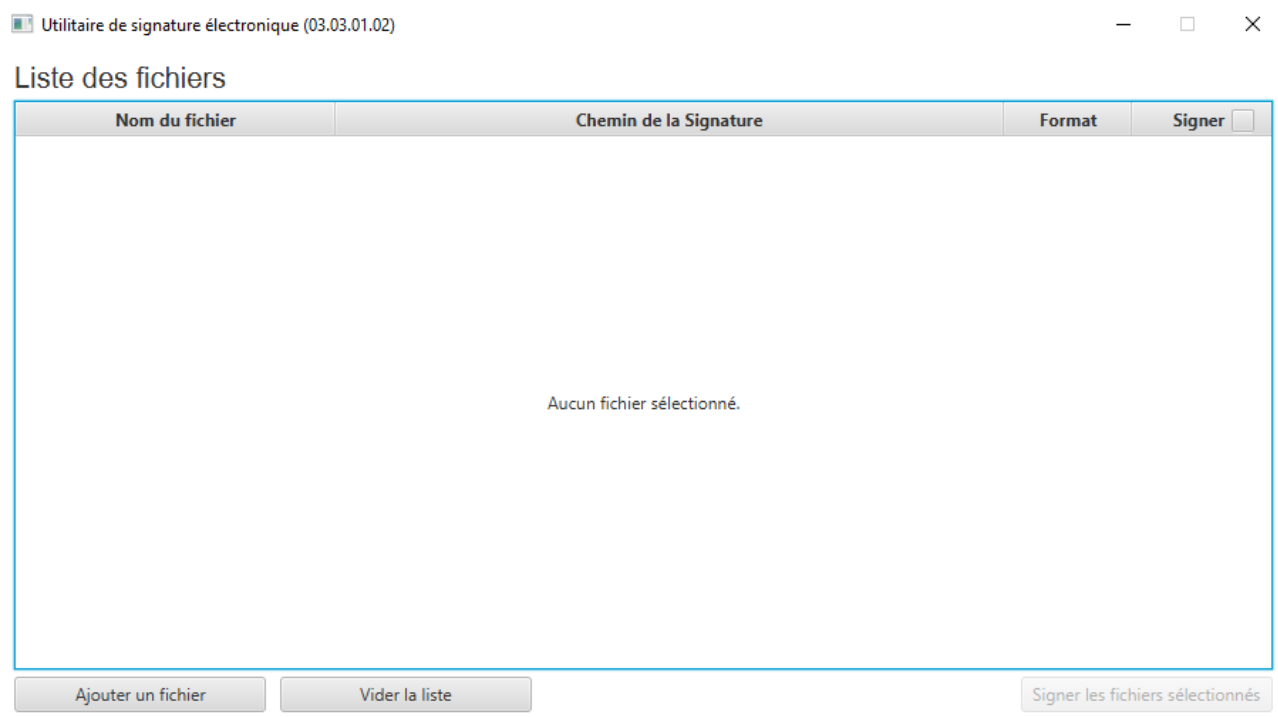 Utilitaire de signature électronique (03.03.01.02)
Liste des fichiers
Nom du fichier Chemin de la Signature Format Signer
Aucun fichier sélectionné.
Ajouter un fichier Vider la liste Signer les fichiers sélectionnés